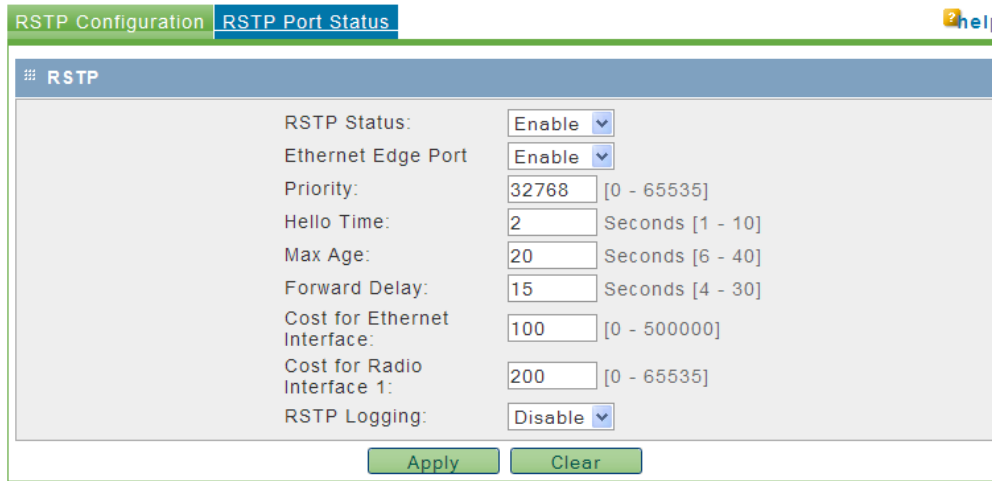 RSTP Configuration RSTP Port Status
? help
RSTP
RSTP Status: Enable
Ethernet Edge Port Enable
Priority: 32768 [0 - 65535]
Hello Time: 2 Seconds [1 - 10]
Max Age: 20 Seconds [6 - 40]
Forward Delay: 15 Seconds [4 - 30]
Cost for Ethernet
Interface: 100 [0 - 500000]
Cost for Radio
Interface 1: 200 [0 - 65535]
RSTP Logging: Disable
Apply Clear